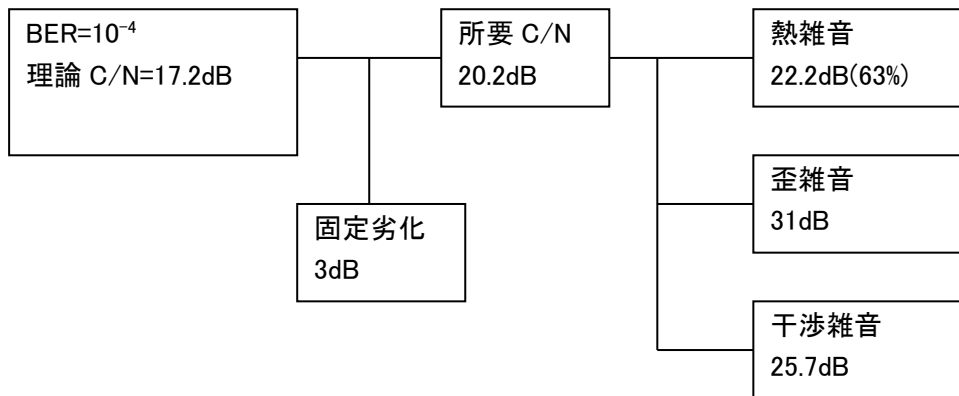 BER=10⁻⁴
理論 C/N=17.2dB
所要 C/N
20.2dB
熱雑音
22.2dB(63%)
歪雑音
31dB
固定劣化
3dB
干渉雑音
25.7dB